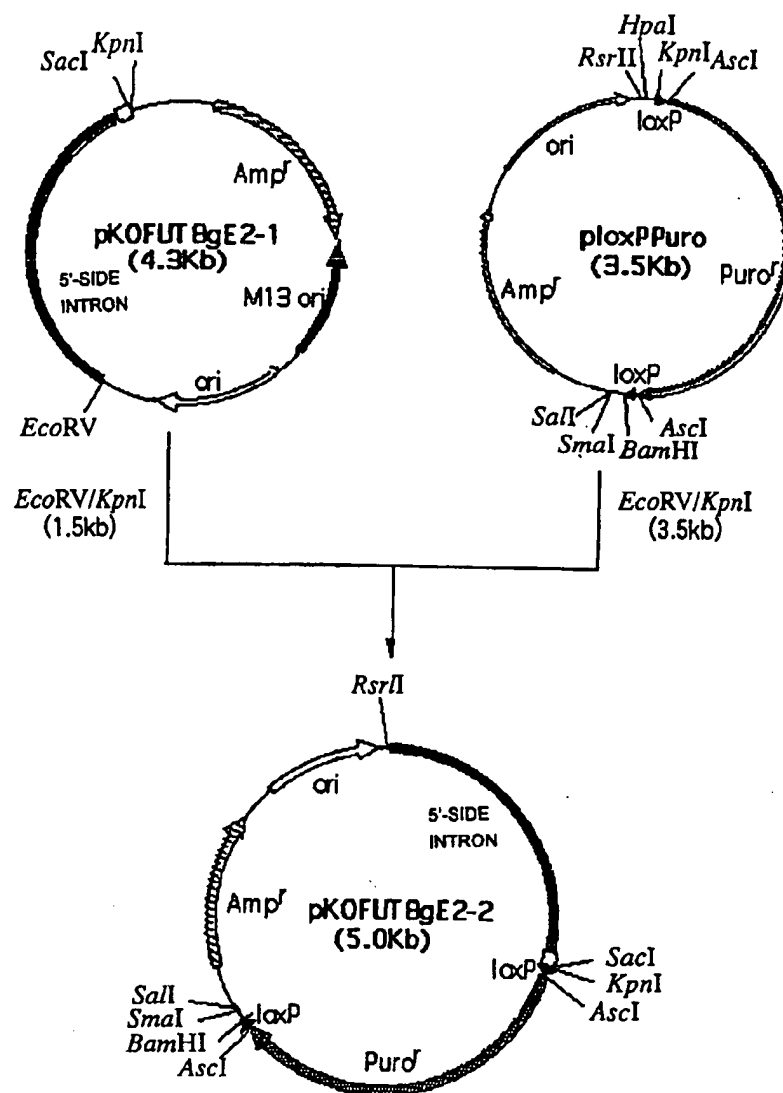 SacI KpnI
Ampʳ
pKOFUT8gE2-1
(4.3Kb)
5'-SIDE
INTRON
M13 ori
ori
EcoRV
HpaI
RsrII KpnI AscI
loxP
ori
ploxPPuro
(3.5Kb)
Puroʳ
Ampʳ
loxP
SalI
SmaI
BamHI
AscI
EcoRV/KpnI
(1.5kb)
EcoRV/KpnI
(3.5kb)
RsrII
ori
5'-SIDE
INTRON
Ampʳ
pKOFUT8gE2-2
(5.0Kb)
loxP
SacI
KpnI
AscI
SalI
SmaI
BamHI
AscI
loxP
Puroʳ